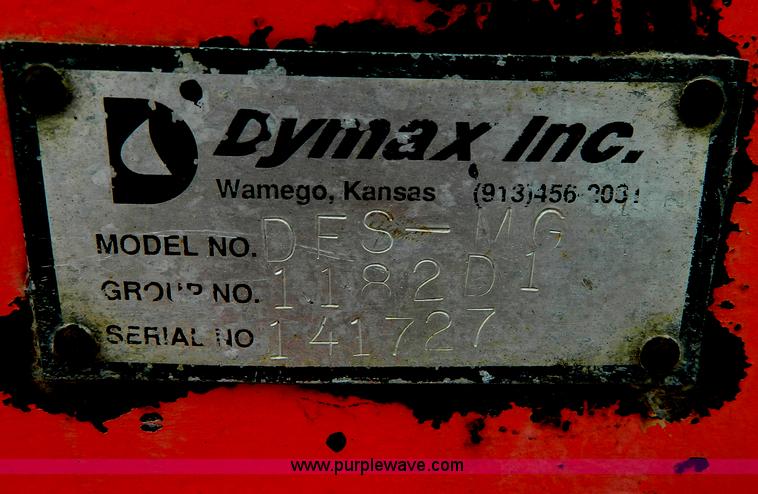 Dymax Inc.
Wamego, Kansas (913)456-2031
MODEL NO. DFS-MG
GROUP NO. 1182D1
SERIAL NO 141727
www.purplewave.com